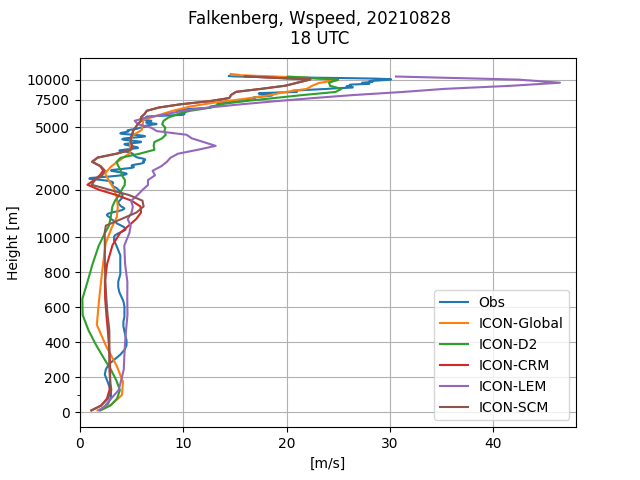 Falkenberg, Wspeed, 20210828
18 UTC
Height [m]
10000
7500
5000
2000
1000
800
600
400
200
0
Obs
ICON-Global
ICON-D2
ICON-CRM
ICON-LEM
ICON-SCM
0 10 20 30 40
[m/s]